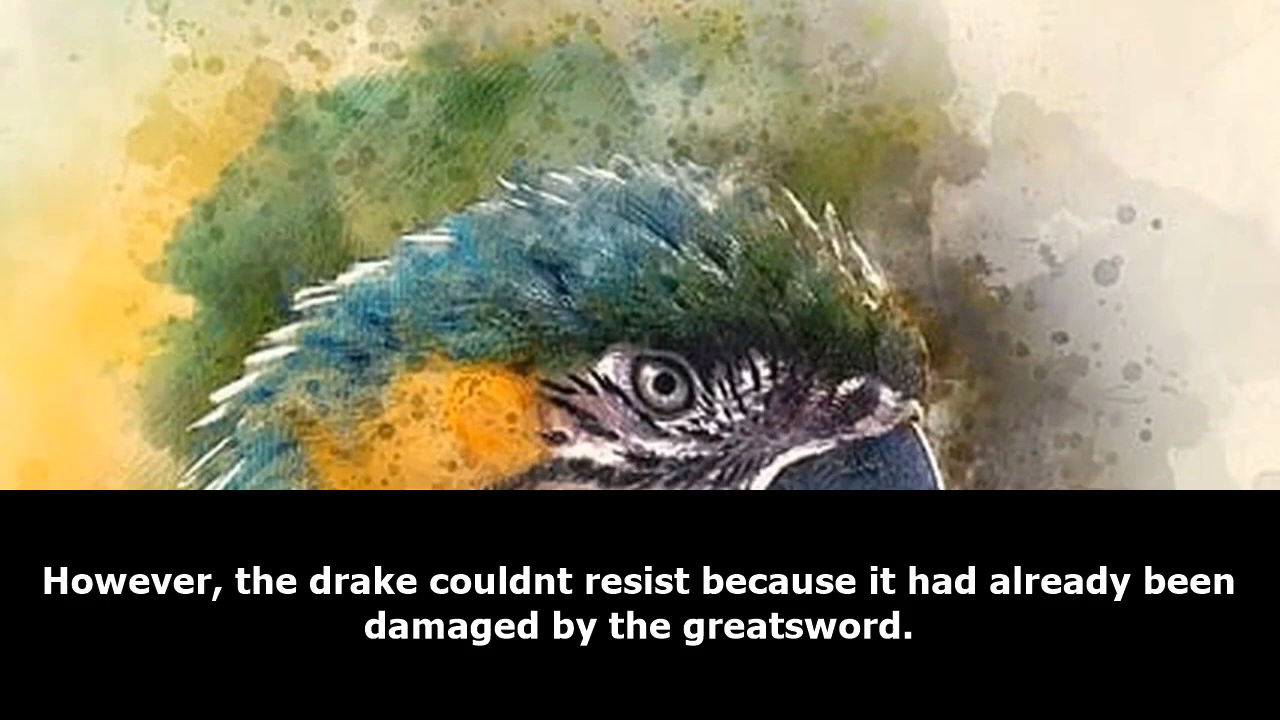 However, the drake couldnt resist because it had already been
damaged by the greatsword.